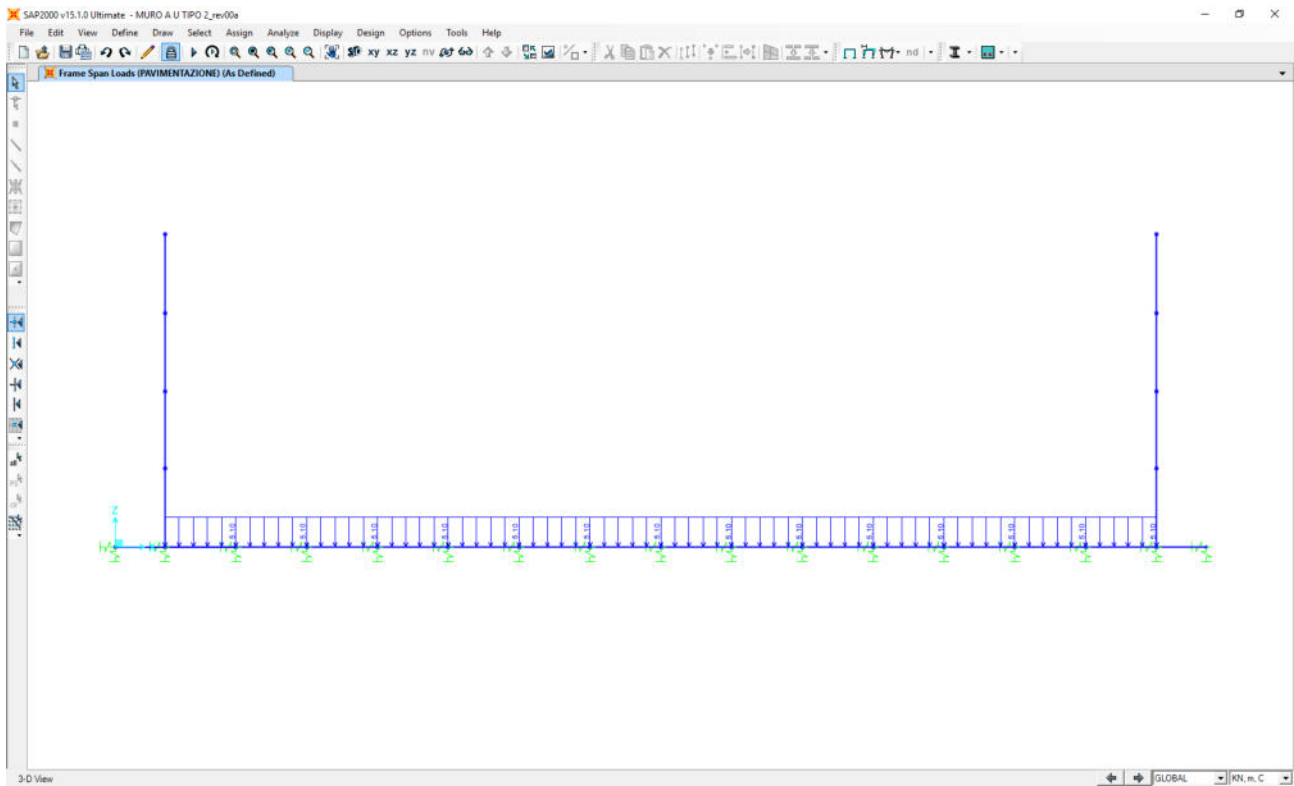 SAP2000 v15.1.0 Ultimate - MURO A U TIPO 2_rev00a
File Edit View Define Draw Select Assign Analyze Display Design Options Tools Help
xy xz yz nv nd
Frame Span Loads (PAVIMENTAZIONE) (As Defined)
Z
5.10 5.10 5.10 5.10 5.10 5.10 5.10 5.10 5.10 5.10 5.10 5.10 5.10 5.10
3-D View
GLOBAL
KN, m, C